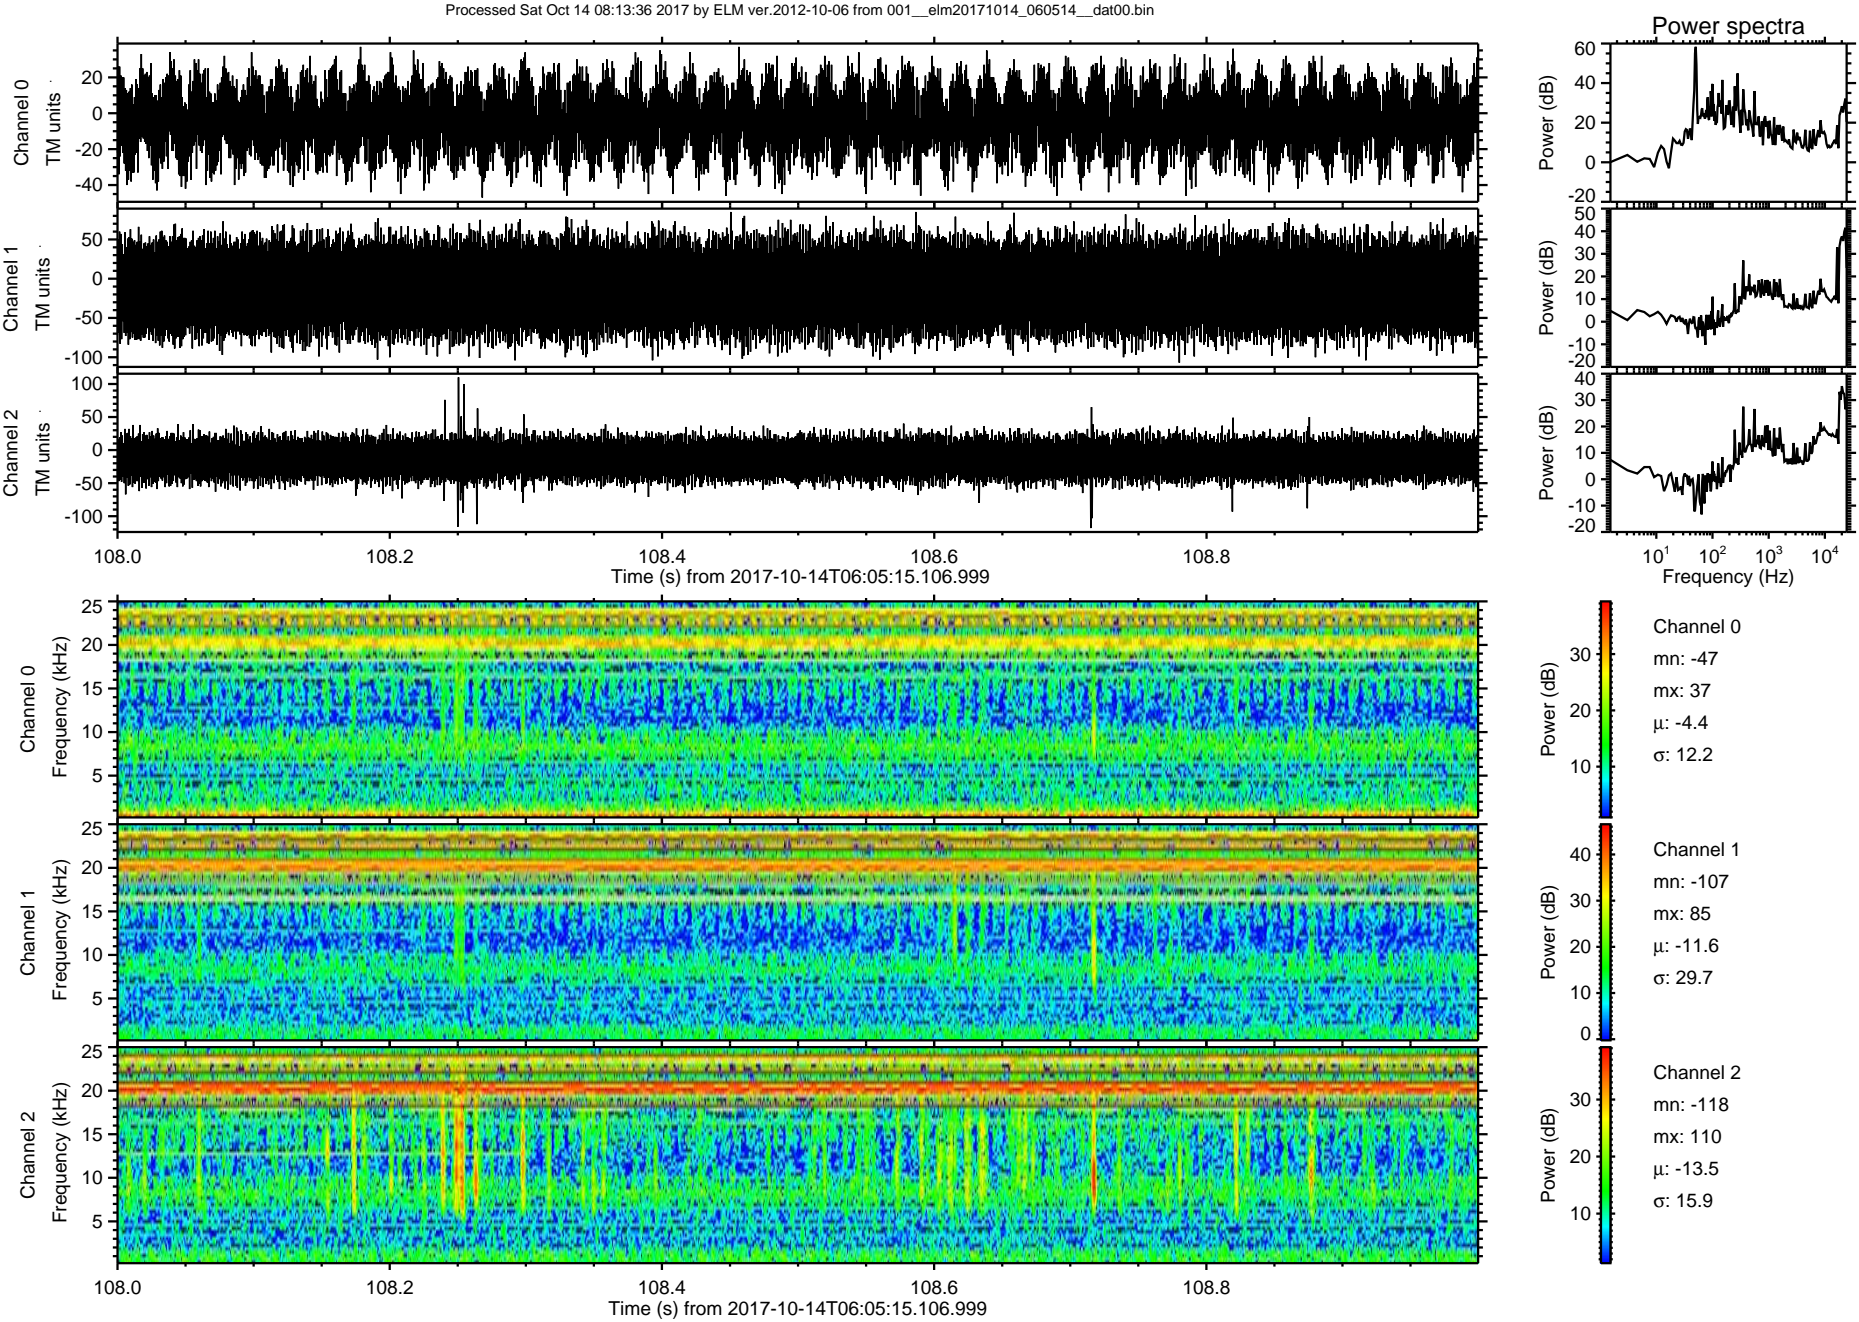 Processed Sat Oct 14 08:13:36 2017 by ELM ver.2012-10-06 from 001__elm20171014_060514__dat00.bin
Power spectra
Channel 0
TM units
20
0
-20
-40
Power (dB)
60
40
20
0
-20
Channel 1
TM units
50
0
-50
-100
Power (dB)
50
40
30
20
10
0
-10
-20
Channel 2
TM units
100
50
0
-50
-100
Power (dB)
40
30
20
10
0
-10
-20
108.0 108.2 108.4 108.6 108.8
Time (s) from 2017-10-14T06:05:15.106.999
10¹ 10² 10³ 10⁴
Frequency (Hz)
Channel 0
Frequency (kHz)
25
20
15
10
5
Power (dB)
30
20
10
Channel 0
mn: -47
mx: 37
μ: -4.4
σ: 12.2
Channel 1
Frequency (kHz)
25
20
15
10
5
Power (dB)
40
30
20
10
0
Channel 1
mn: -107
mx: 85
μ: -11.6
σ: 29.7
Channel 2
Frequency (kHz)
25
20
15
10
5
Power (dB)
30
20
10
Channel 2
mn: -118
mx: 110
μ: -13.5
σ: 15.9
108.0 108.2 108.4 108.6 108.8
Time (s) from 2017-10-14T06:05:15.106.999